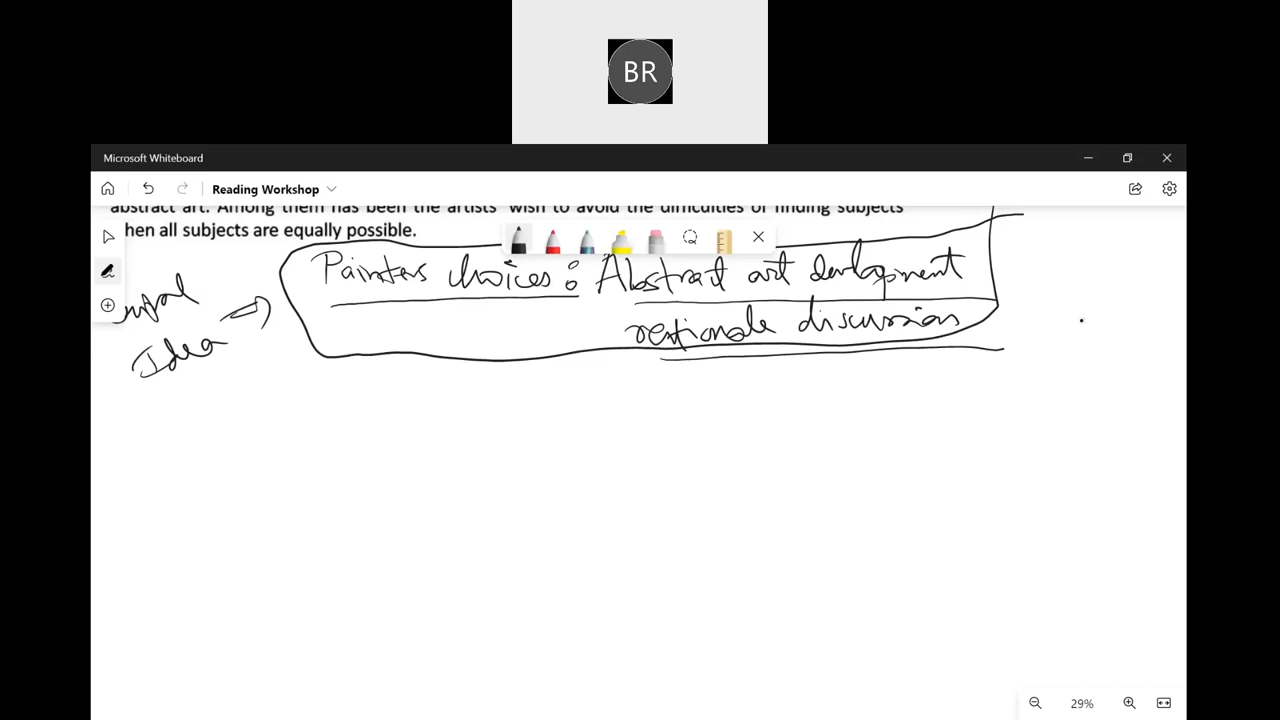 BR
Microsoft Whiteboard
Reading Workshop
abstract art. Among them has been the artists' wish to avoid the difficulties of finding subjects
hen all subjects are equally possible.
Painters choices: Abstract art development
rationale discussion
Idea
29%